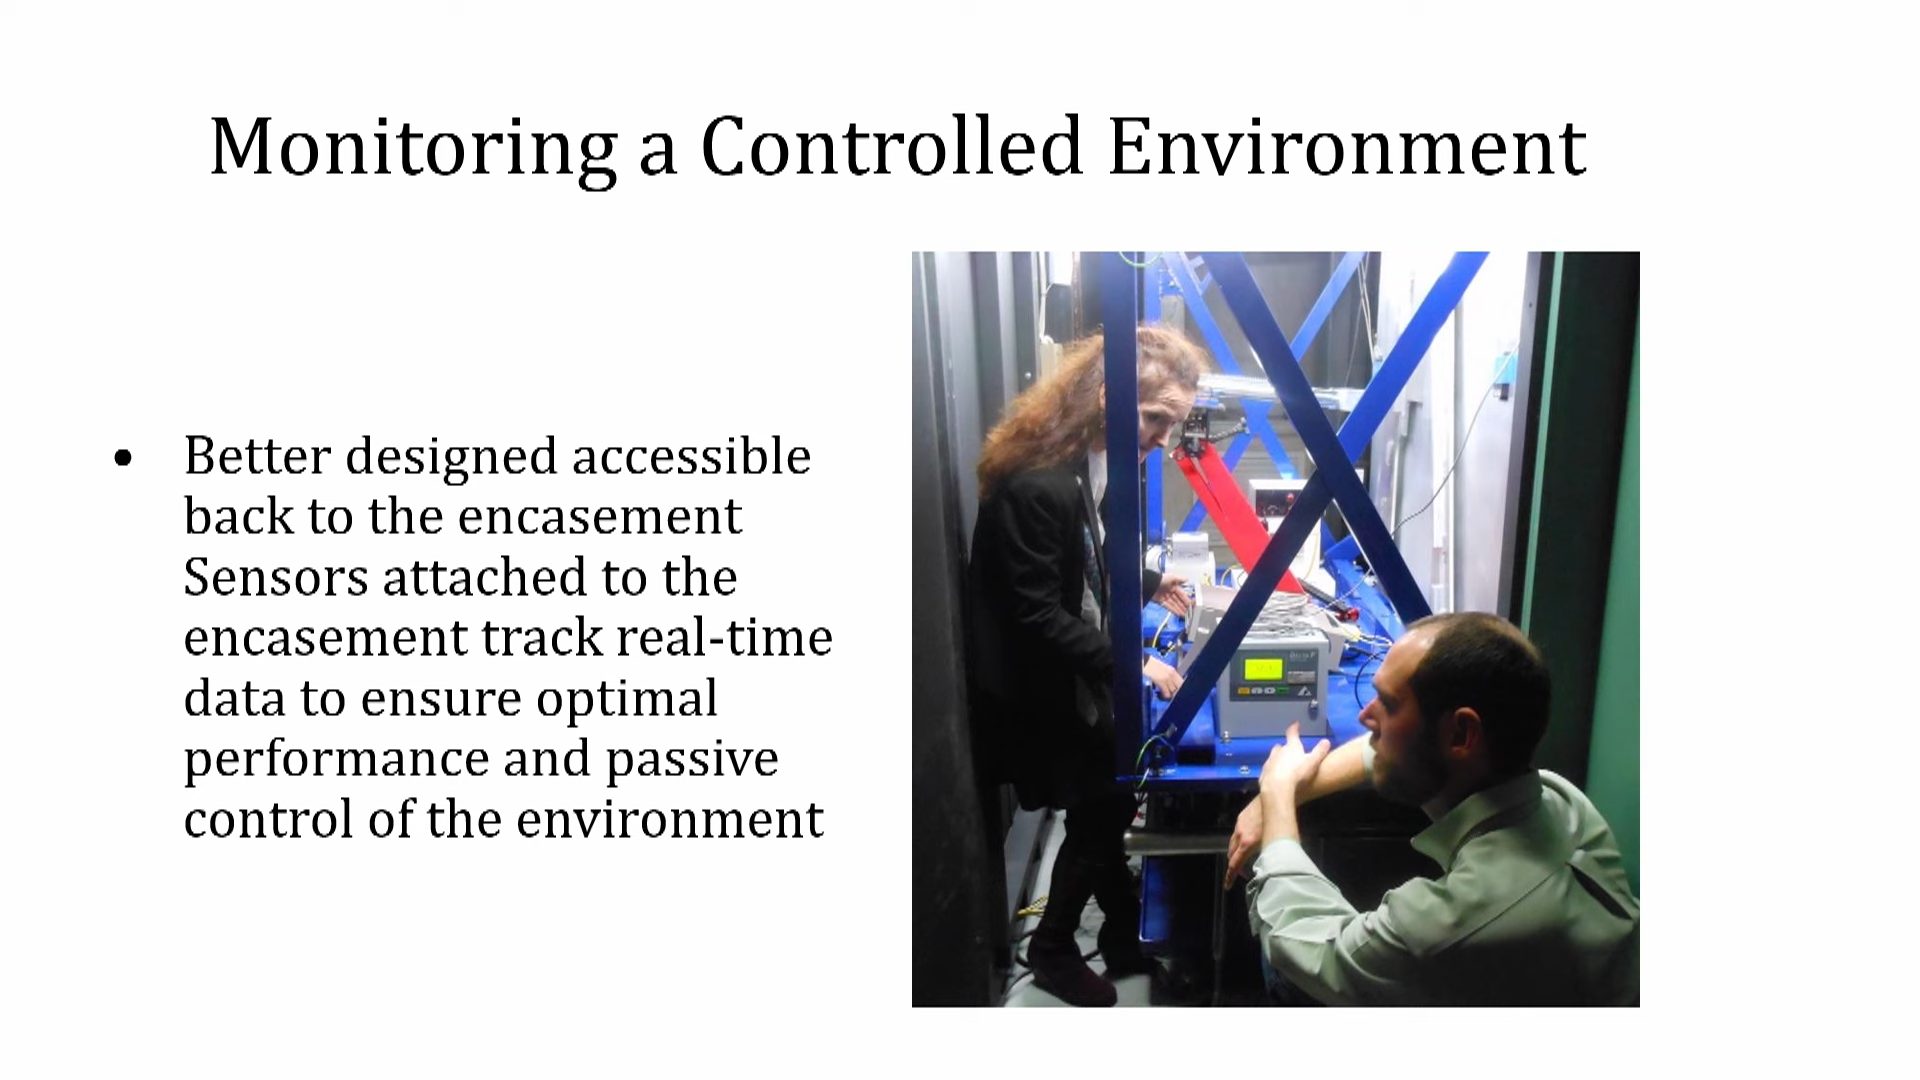 Monitoring a Controlled Environment
• Better designed accessible
back to the encasement
Sensors attached to the
encasement track real-time
data to ensure optimal
performance and passive
control of the environment